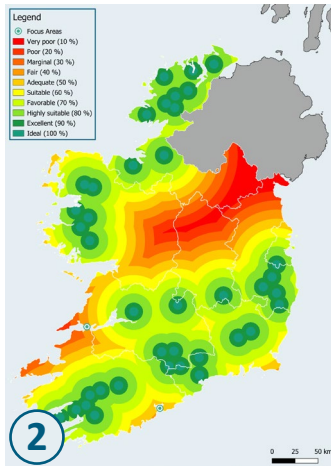 Legend
Focus Areas
Very poor (10 %)
Poor (20 %)
Marginal (30 %)
Fair (40 %)
Adequate (50 %)
Suitable (60 %)
Favorable (70 %)
Highly suitable (80 %)
Excellent (90 %)
Ideal (100 %)
2
0 25 50 km